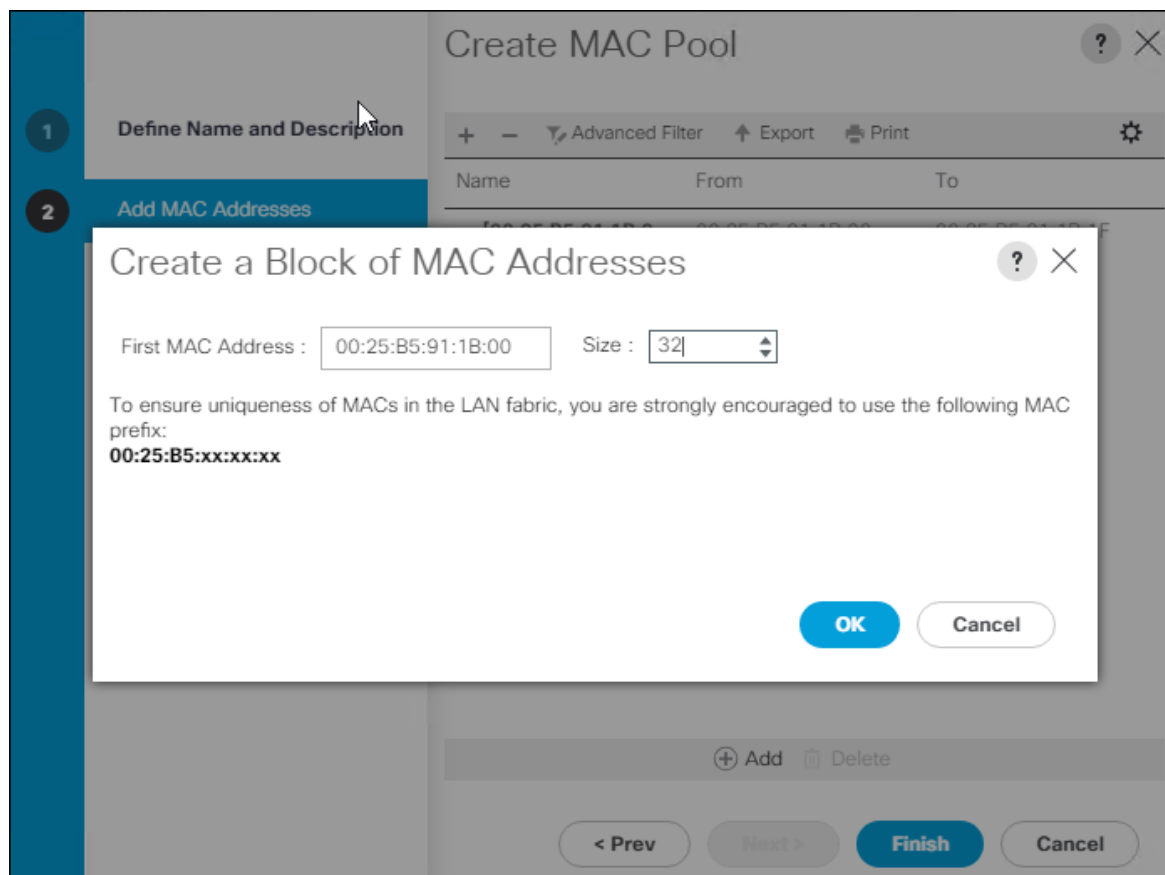 Create MAC Pool
?
1
Define Name and Description
+ − Advanced Filter Export Print
Name From To
2
Add MAC Addresses
Create a Block of MAC Addresses
?
First MAC Address : 00:25:B5:91:1B:00 Size : 32
To ensure uniqueness of MACs in the LAN fabric, you are strongly encouraged to use the following MAC
prefix:
00:25:B5:xx:xx:xx
OK Cancel
Add Delete
< Prev Next > Finish Cancel